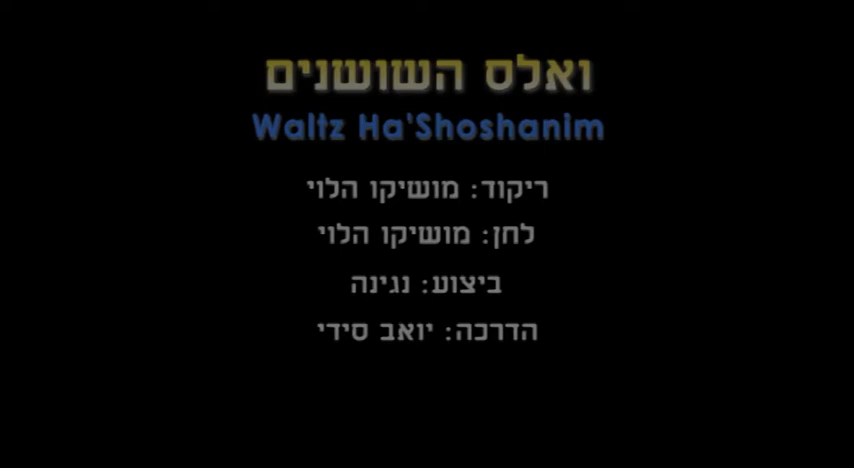 ואלס השושנים
Waltz Ha'Shoshanim
ריקוד: מושיקו הלוי
לחן: מושיקו הלוי
ביצוע: נגינה
הדרכה: יואב סידי